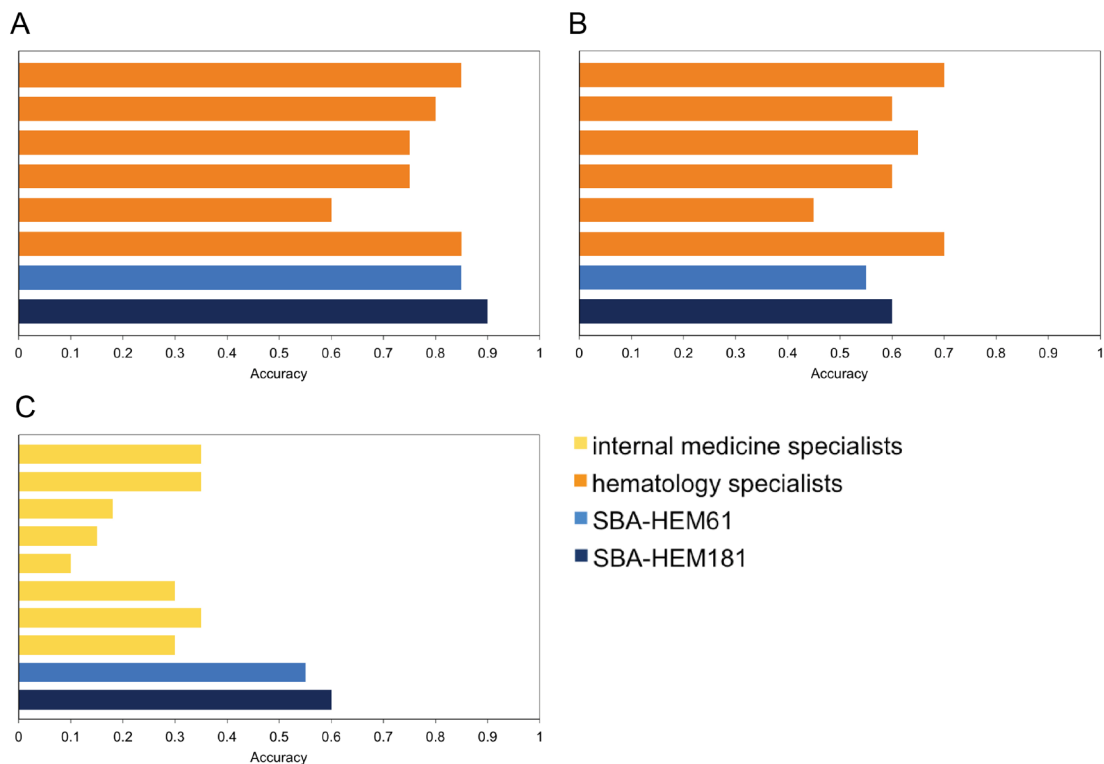 A
B
0 0.1 0.2 0.3 0.4 0.5 0.6 0.7 0.8 0.9 1
Accuracy
0 0.1 0.2 0.3 0.4 0.5 0.6 0.7 0.8 0.9 1
Accuracy
C
0 0.1 0.2 0.3 0.4 0.5 0.6 0.7 0.8 0.9 1
Accuracy
internal medicine specialists
hematology specialists
SBA-HEM61
SBA-HEM181